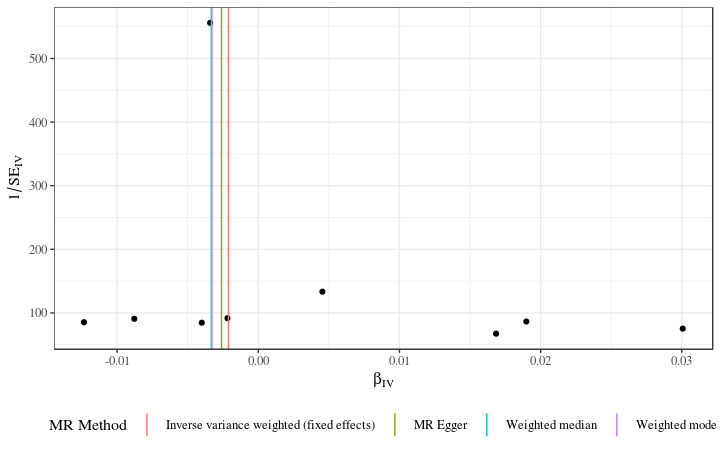 500
400
300
200
100
1/SE_IV
-0.01 0.00 0.01 0.02 0.03
β_IV
MR Method Inverse variance weighted (fixed effects) MR Egger Weighted median Weighted mode